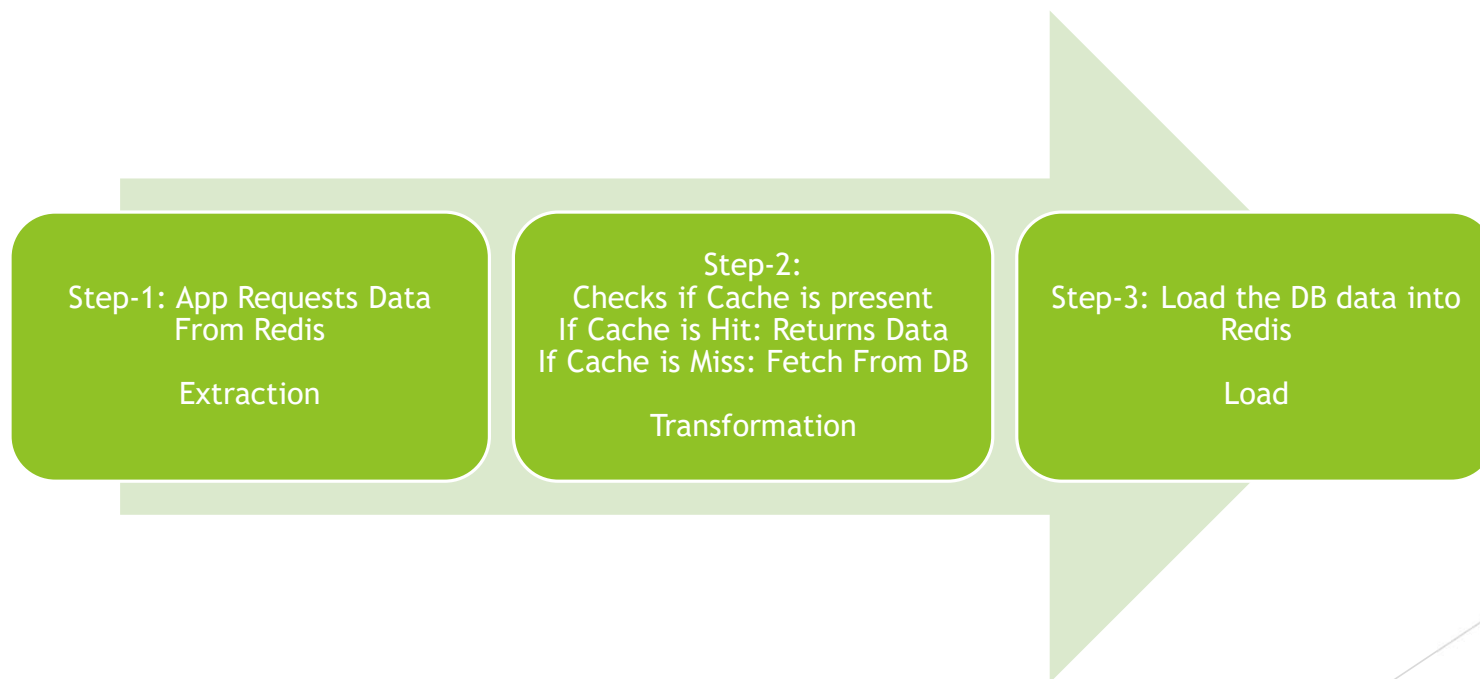 Step-1: App Requests Data
From Redis
Extraction
Step-2:
Checks if Cache is present
If Cache is Hit: Returns Data
If Cache is Miss: Fetch From DB
Transformation
Step-3: Load the DB data into
Redis
Load